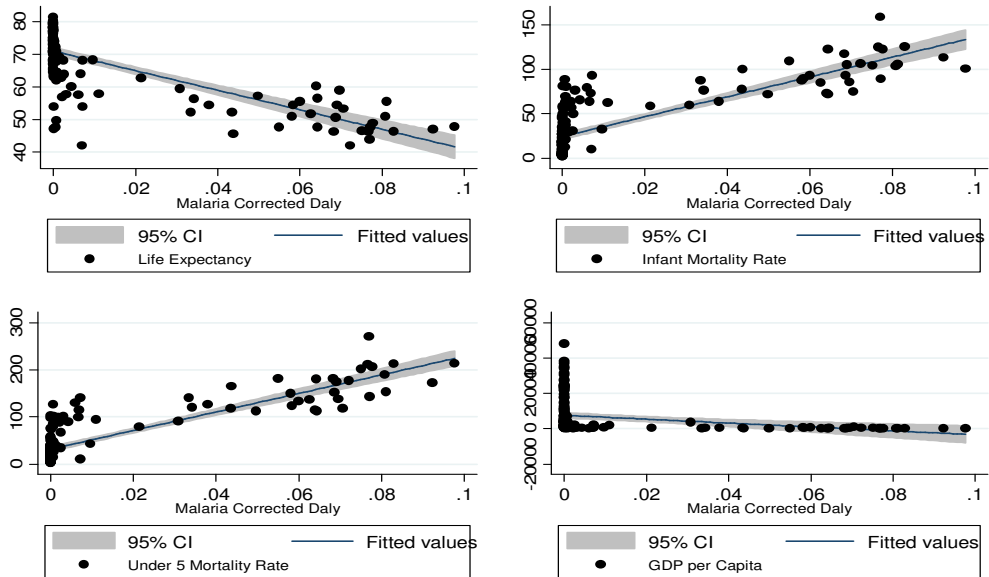 80
70
60
50
40
0 .02 .04 .06 .08 .1
Malaria Corrected Daly
95% CI Fitted values
Life Expectancy
150
100
50
0
0 .02 .04 .06 .08 .1
Malaria Corrected Daly
95% CI Fitted values
Infant Mortality Rate
300
200
100
0
0 .02 .04 .06 .08 .1
Malaria Corrected Daly
95% CI Fitted values
Under 5 Mortality Rate
60000
40000
20000
0
-20000
0 .02 .04 .06 .08 .1
Malaria Corrected Daly
95% CI Fitted values
GDP per Capita